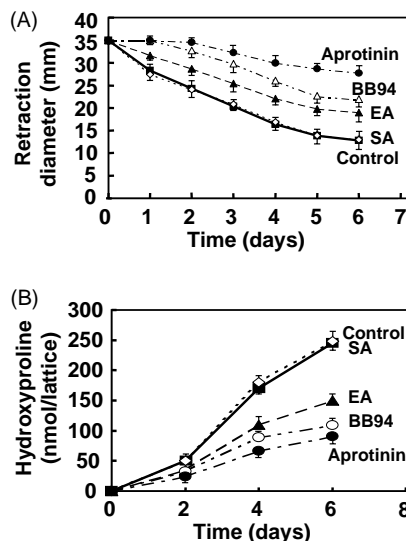 (A)
Retraction
diameter (mm)
40
35
30
25
20
15
10
5
0
Aprotinin
BB94
EA
SA
Control
0 1 2 3 4 5 6 7
Time (days)
(B)
Hydroxyproline
(nmol/lattice)
300
250
200
150
100
50
0
Control
SA
EA
BB94
Aprotinin
0 2 4 6 8
Time (days)